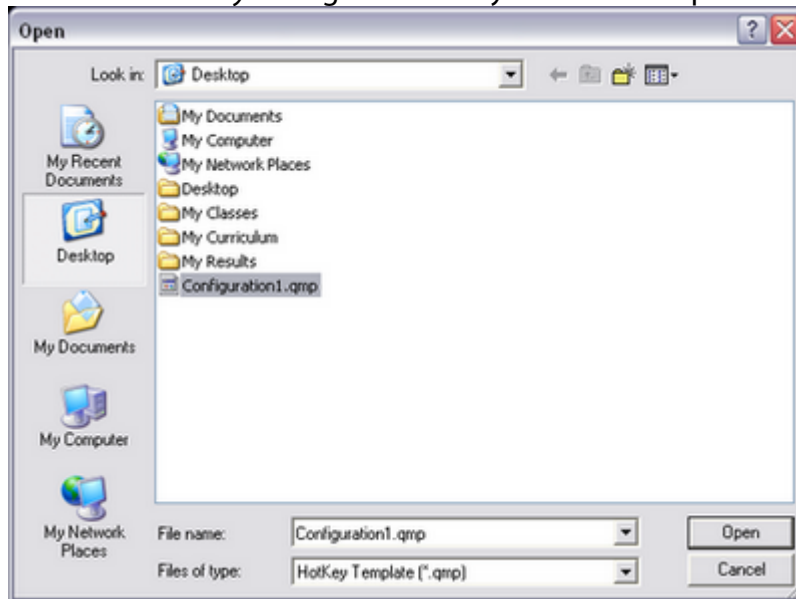 Open
Look in: Desktop
My Recent
Documents
Desktop
My Documents
My Computer
My Network
Places
My Documents
My Computer
My Network Places
Desktop
My Classes
My Curriculum
My Results
Configuration1.qmp
File name: Configuration1.qmp Open
Files of type: HotKey Template (*.qmp) Cancel